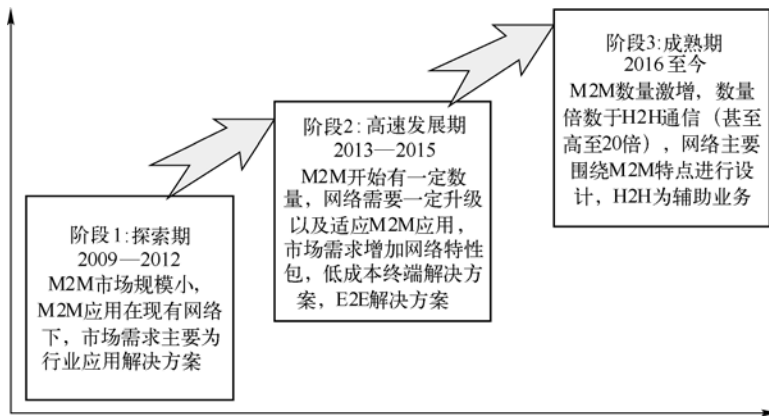 阶段1:探索期
2009—2012
M2M市场规模小，
M2M应用在现有网络
下，市场需求主要为
行业应用解决方案
阶段2:高速发展期
2013—2015
M2M开始有一定数
量，网络需要一定升级
以及适应M2M应用，
市场需求增加网络特性
包，低成本终端解决方
案，E2E解决方案
阶段3:成熟期
2016至今
M2M数量激增，数量
倍数于H2H通信（甚至
高至20倍），网络主要
围绕M2M特点进行设
计，H2H为辅助业务